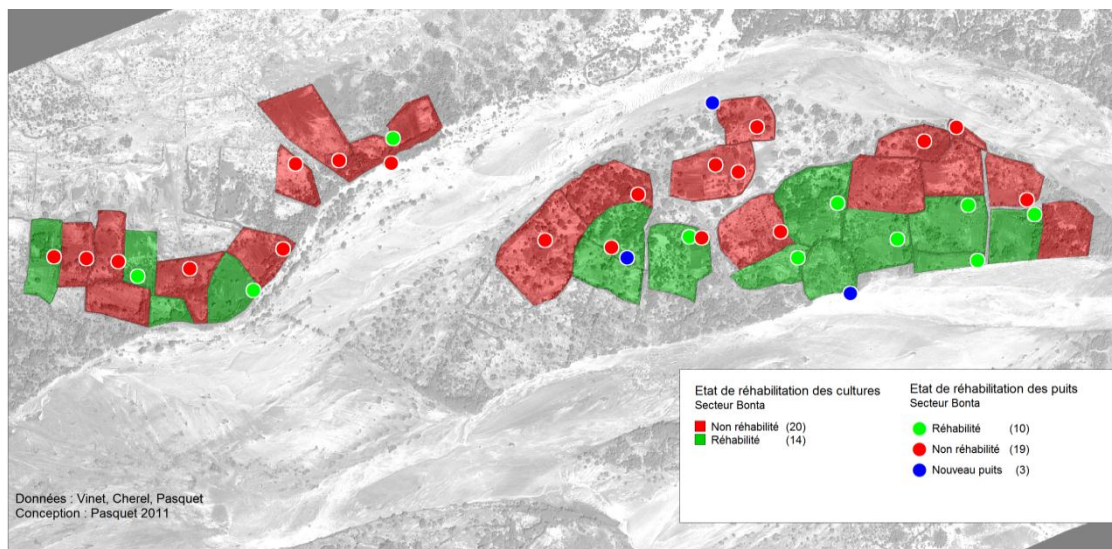 Etat de réhabilitation des cultures
Secteur Bonta
Non réhabilité (20)
Réhabilité (14)
Etat de réhabilitation des puits
Secteur Bonta
Réhabilité (10)
Non réhabilité (19)
Nouveau puits (3)
Données : Vinet, Cherel, Pasquet
Conception : Pasquet 2011